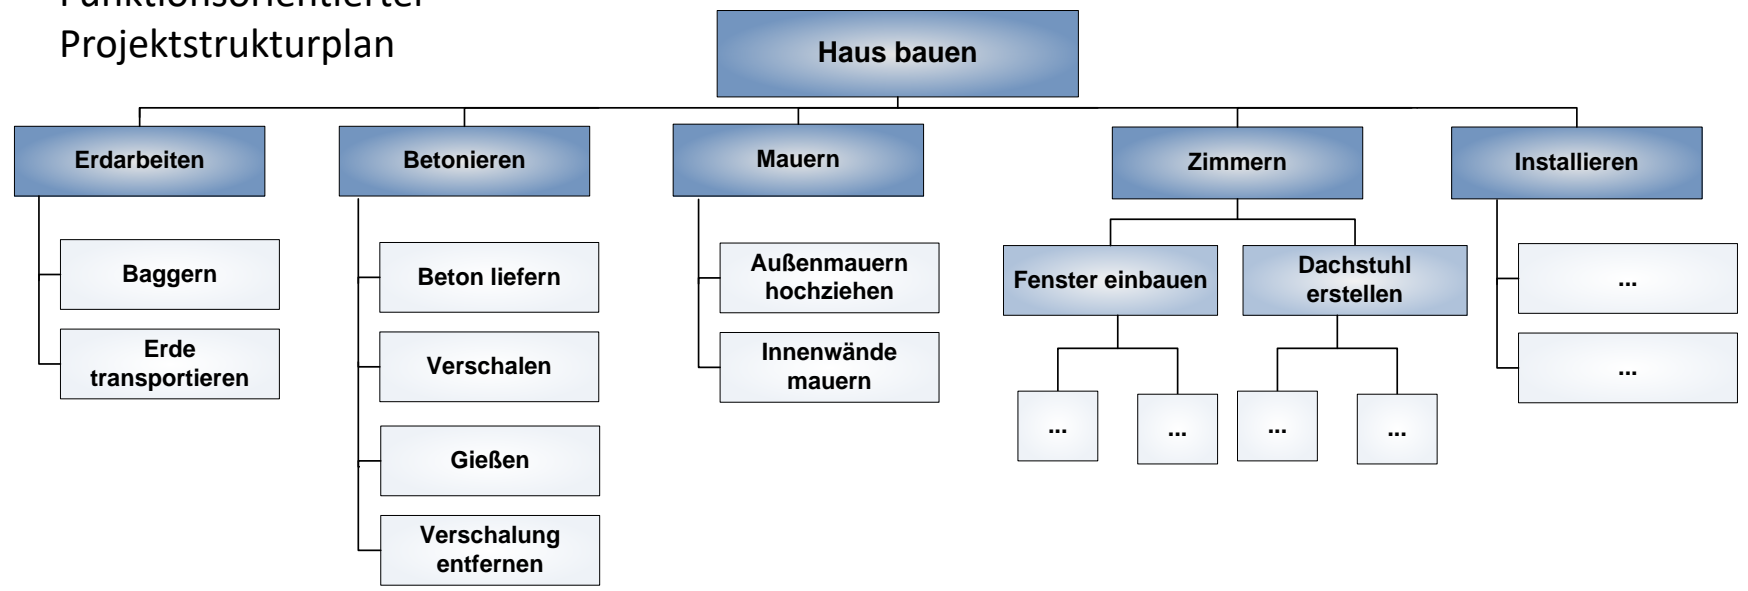 Funktionsorientierter
Projektstrukturplan
Haus bauen
Erdarbeiten
Betonieren
Mauern
Zimmern
Installieren
Baggern
Erde
transportieren
Beton liefern
Verschalen
Gießen
Verschalung
entfernen
Außenmauern
hochziehen
Innenwände
mauern
Fenster einbauen
Dachstuhl
erstellen
...
...
...
...
...
...